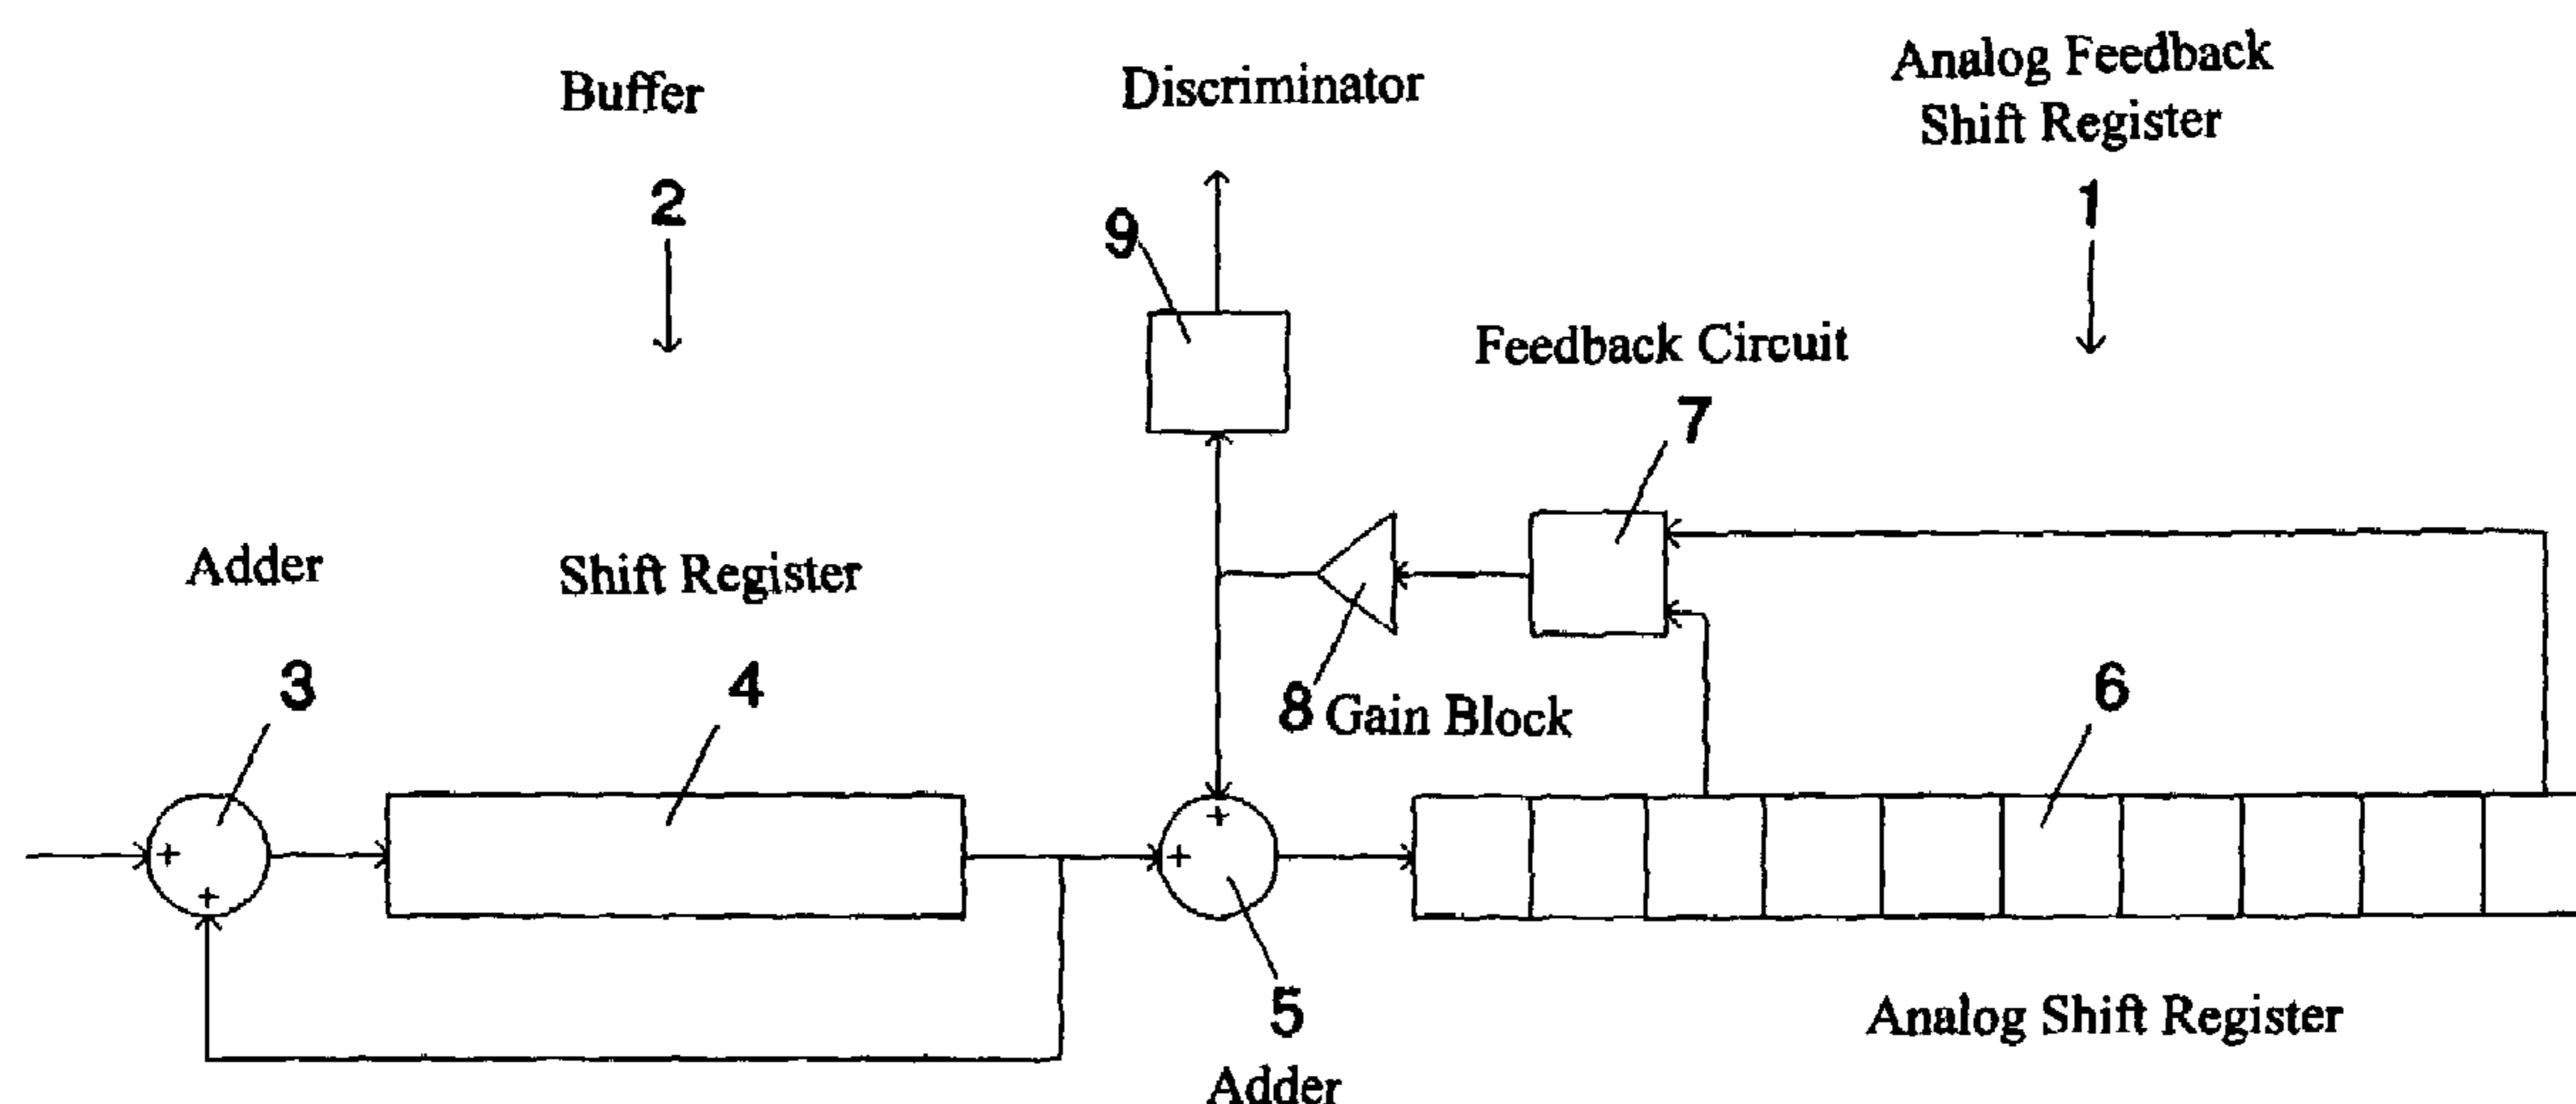 Buffer
2
Discriminator
9
Analog Feedback
Shift Register
1
Feedback Circuit
7
Adder
3
Shift Register
4
8 Gain Block
6
+
+
+
+
5
Adder
Analog Shift Register